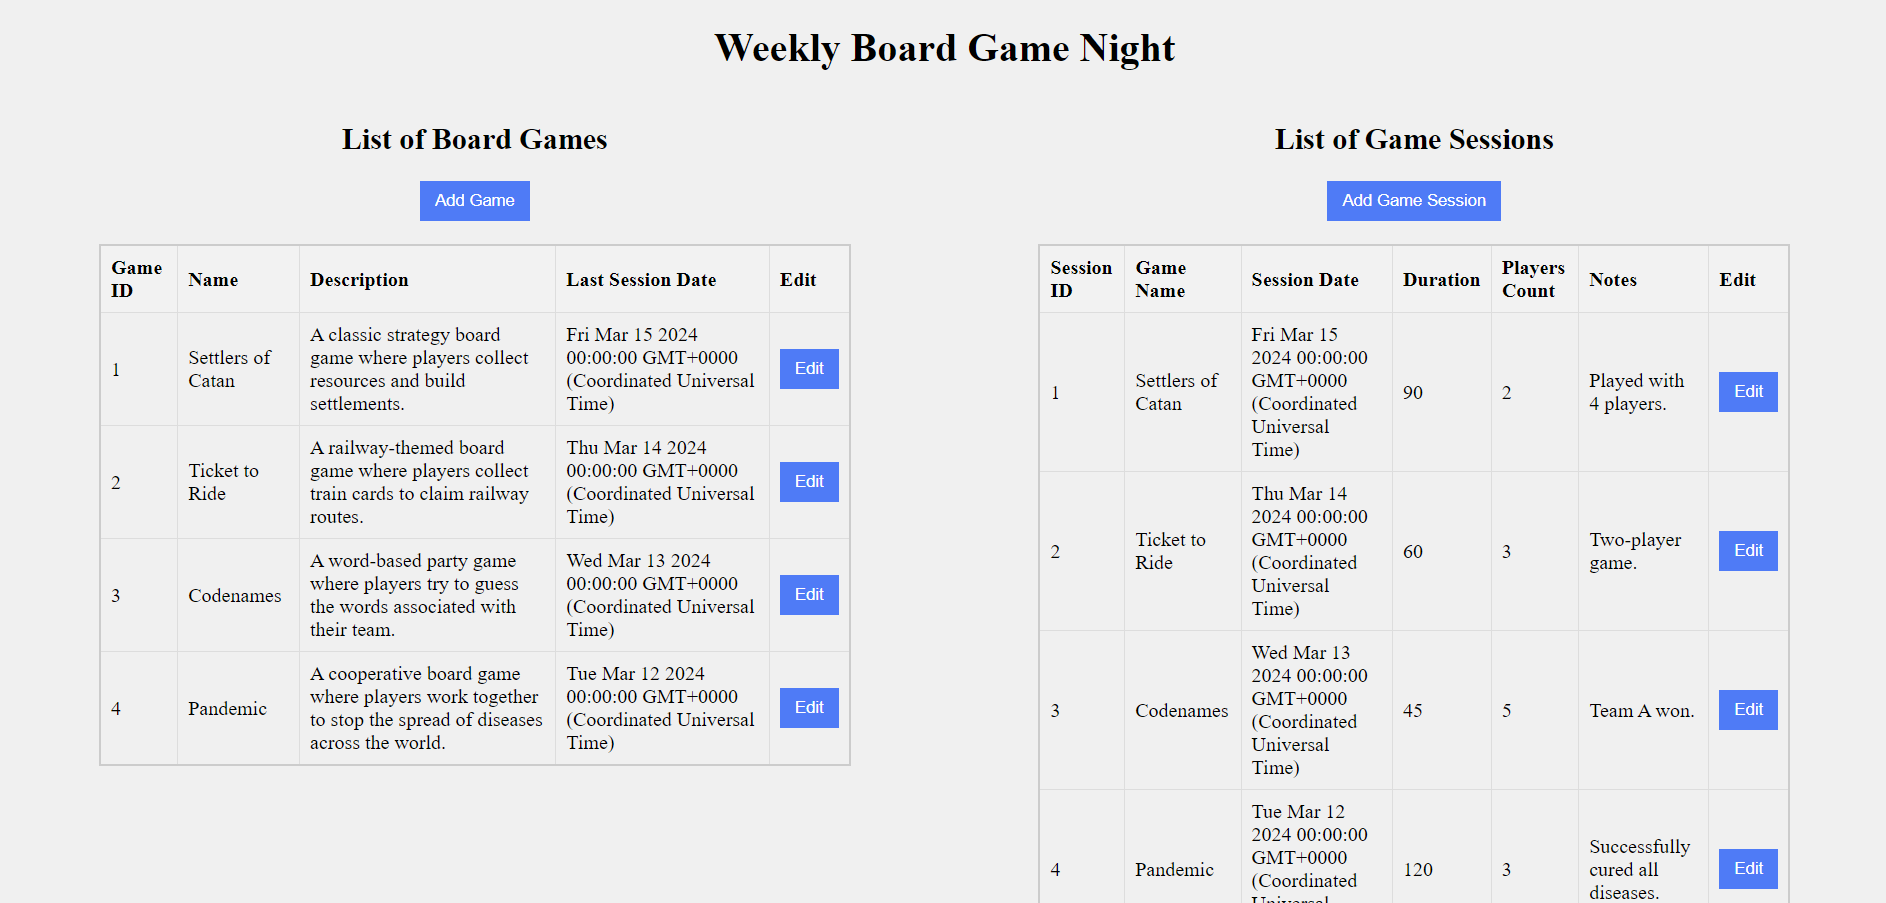 Weekly Board Game Night
List of Board Games
Add Game
Game
ID
Name
Description
Last Session Date
Edit
1
Settlers of
Catan
A classic strategy board
game where players collect
resources and build
settlements.
Fri Mar 15 2024
00:00:00 GMT+0000
(Coordinated Universal
Time)
Edit
2
Ticket to
Ride
A railway-themed board
game where players collect
train cards to claim railway
routes.
Thu Mar 14 2024
00:00:00 GMT+0000
(Coordinated Universal
Time)
Edit
3
Codenames
A word-based party game
where players try to guess
the words associated with
their team.
Wed Mar 13 2024
00:00:00 GMT+0000
(Coordinated Universal
Time)
Edit
4
Pandemic
A cooperative board game
where players work together
to stop the spread of diseases
across the world.
Tue Mar 12 2024
00:00:00 GMT+0000
(Coordinated Universal
Time)
Edit
List of Game Sessions
Add Game Session
Session
ID
Game
Name
Session Date
Duration
Players
Count
Notes
Edit
1
Settlers of
Catan
Fri Mar 15
2024 00:00:00
GMT+0000
(Coordinated
Universal
Time)
90
2
Played with
4 players.
Edit
2
Ticket to
Ride
Thu Mar 14
2024 00:00:00
GMT+0000
(Coordinated
Universal
Time)
60
3
Two-player
game.
Edit
3
Codenames
Wed Mar 13
2024 00:00:00
GMT+0000
(Coordinated
Universal
Time)
45
5
Team A won.
Edit
4
Pandemic
Tue Mar 12
2024 00:00:00
GMT+0000
(Coordinated
Universal
120
3
Successfully
cured all
diseases.
Edit